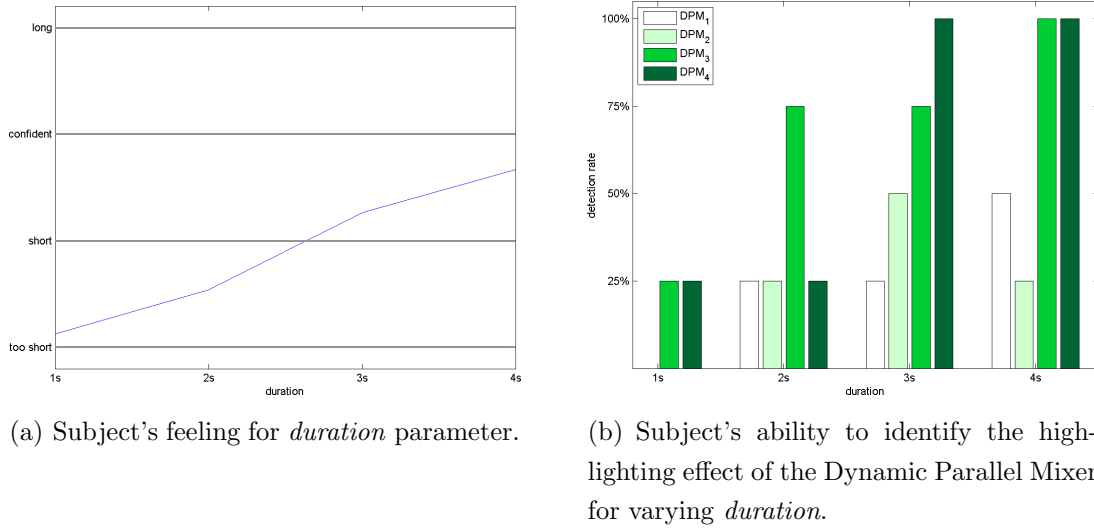 long
confident
short
too short
1s 2s 3s 4s
duration
(a) Subject's feeling for duration parameter.
DPM1
DPM2
DPM3
DPM4
100%
75%
50%
25%
detection rate
1s 2s 3s 4s
duration
(b) Subject's ability to identify the high-
lighting effect of the Dynamic Parallel Mixer
for varying duration.